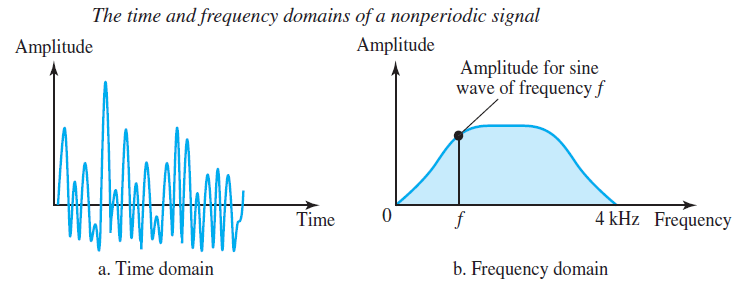 The time and frequency domains of a nonperiodic signal
Amplitude
Time
a. Time domain
Amplitude
Amplitude for sine
wave of frequency f
0
f
4 kHz
Frequency
b. Frequency domain